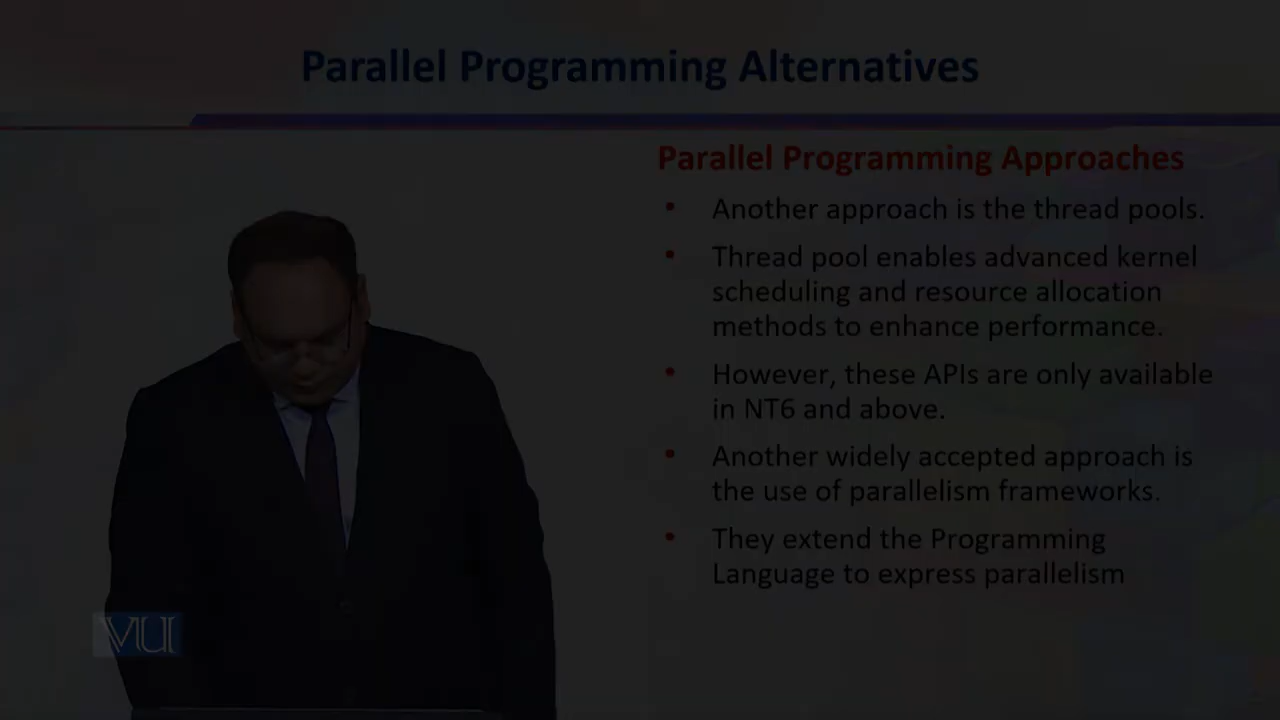 Parallel Programming Alternatives
Parallel Programming Approaches
• Another approach is the thread pools.
• Thread pool enables advanced kernel
scheduling and resource allocation
methods to enhance performance.
• However, these APIs are only available
in NT6 and above.
• Another widely accepted approach is
the use of parallelism frameworks.
• They extend the Programming
Language to express parallelism
VU